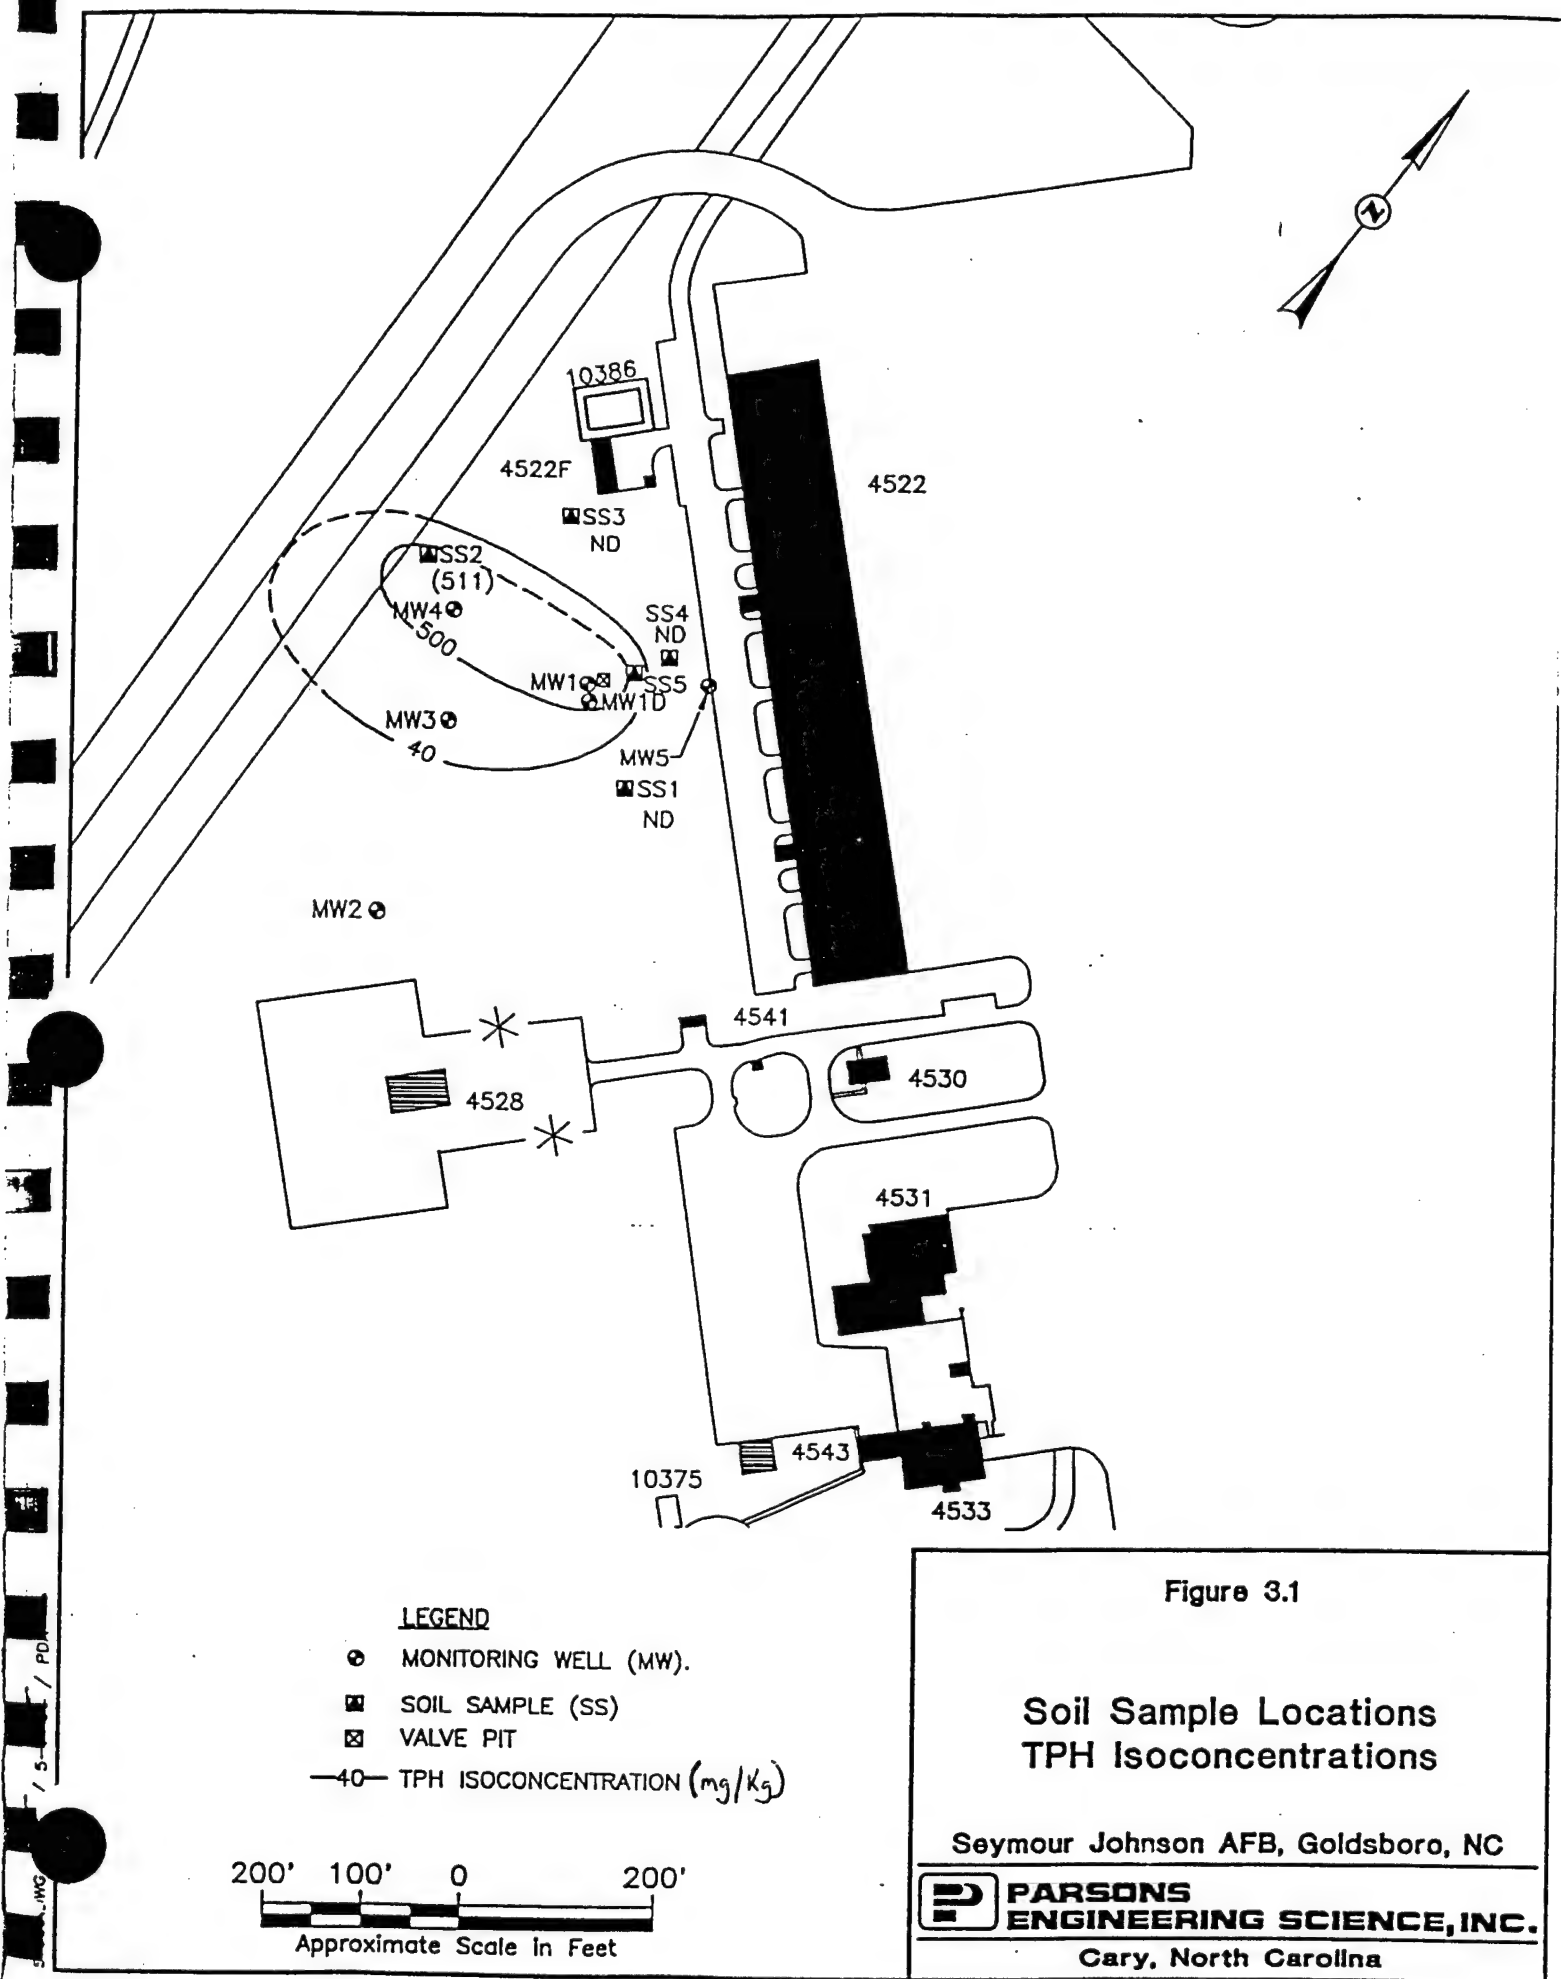 N
10386
4522F
4522
SS3
ND
SS2
(511)
MW4
500
SS4
ND
MW1
SS5
MW1D
MW3
40
MW5
SS1
ND
MW2
4541
4528
4530
4531
4543
10375
4533
LEGEND
MONITORING WELL (MW).
SOIL SAMPLE (SS)
VALVE PIT
40 TPH ISOCONCENTRATION (mg/Kg)
200' 100' 0 200'
Approximate Scale in Feet
Figure 3.1
Soil Sample Locations
TPH Isoconcentrations
Seymour Johnson AFB, Goldsboro, NC
PARSONS
ENGINEERING SCIENCE, INC.
Cary, North Carolina